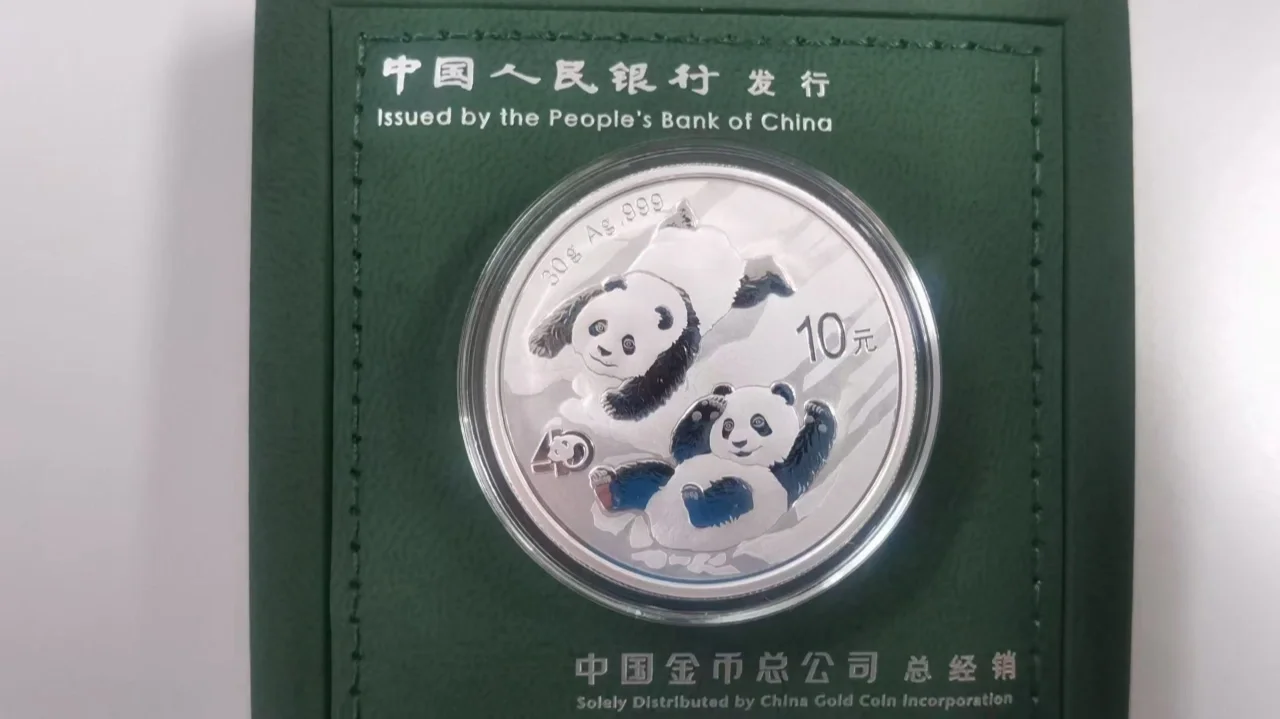 中国人民银行 发行
Issued by the People's Bank of China
30g Ag .999
10元
40
中国金币总公司 总经销
Solely Distributed by China Gold Coin Incorporation